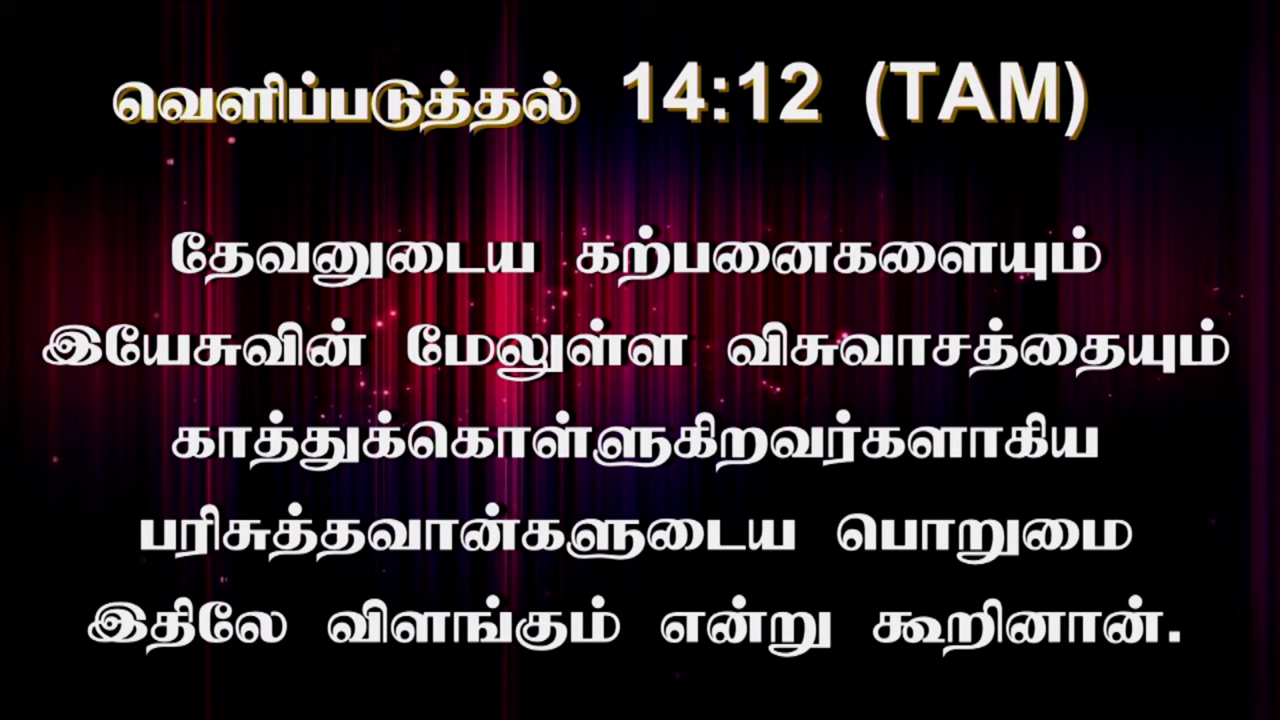 வெளிப்படுத்தல் 14:12 (TAM)
தேவனுடைய கற்பனைகளையும்
இயேசுவின் மேலுள்ள விசுவாசத்தையும்
காத்துக்கொள்ளுகிறவர்களாகிய
பரிசுத்தவான்களுடைய பொறுமை
இதிலே விளங்கும் என்று கூறினான்.